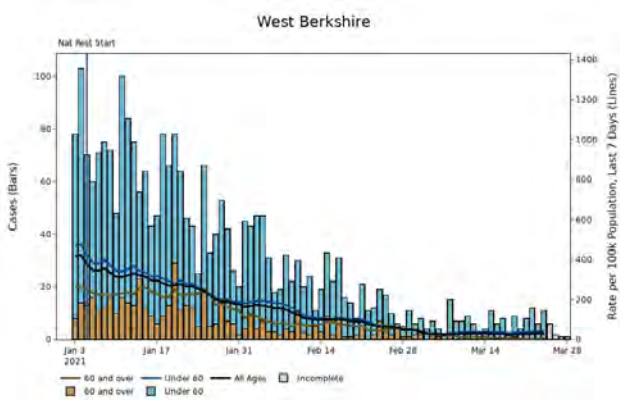 West Berkshire
Nat Rest Start
Cases (Bars)
100
80
60
40
20
0
1400
1200
1000
800
600
400
200
0
Rate per 100k Population, Last 7 Days (Lines)
Jan 3 Jan 17 Jan 31 Feb 14 Feb 28 Mar 14 Mar 28
2021
60 and over Under 60 All Ages Incomplete
60 and over Under 60